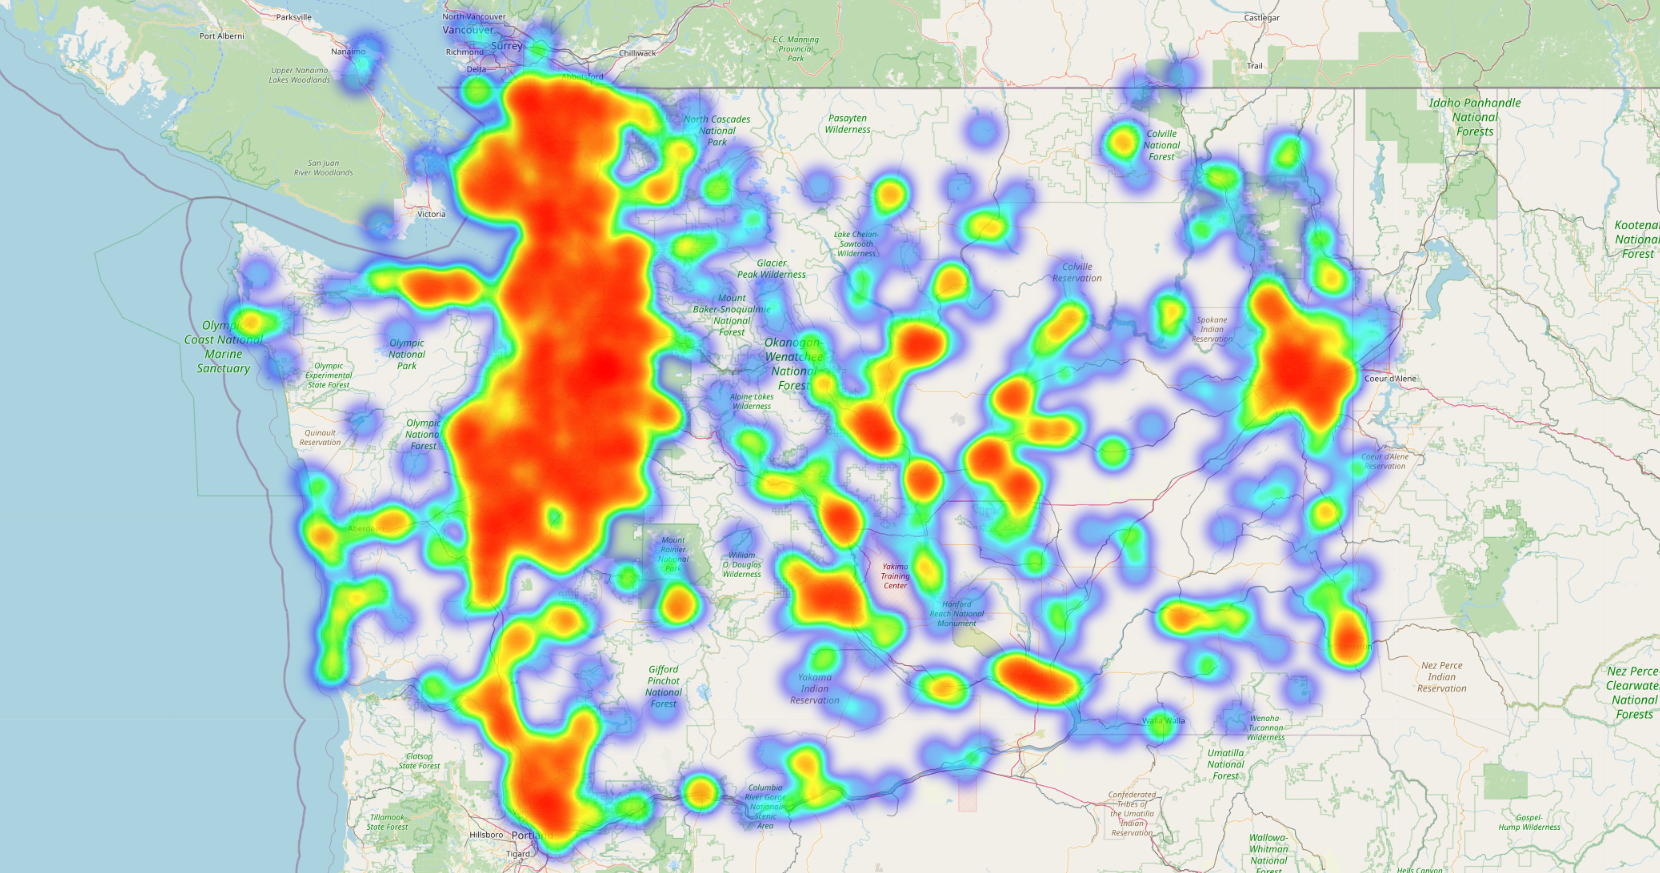 Parksville
Port Alberni
Nanaimo
Upper Nanaimo
Lakes Woodlands
North Vancouver
Vancouver
Richmond
Surrey
Delta
Abbotsford
Chilliwack
E.C. Manning
Provincial
Park
Castlegar
Trail
Idaho Panhandle
National
Forests
North Cascades
National
Park
Pasayten
Wilderness
Colville
National
Forest
San Juan
River Woodlands
Victoria
Lake Chelan-
Sawtooth
Wilderness
Kootenai
National
Forest
Glacier
Peak Wilderness
Colville
Reservation
Mount
Baker-Snoqualmie
National
Forest
Olympic
Coast National
Marine
Sanctuary
Olympic
National
Park
Okanogan-
Wenatchee
National
Forest
Spokane
Indian
Reservation
Olympic
Experimental
State Forest
Coeur d'Alene
Alpine Lakes
Wilderness
Quinault
Reservation
Olympic
National
Forest
Coeur d'Alene
Reservation
Aberdeen
Mount
Rainier
National
Park
William
O. Douglas
Wilderness
Yakima
Training
Center
Hanford
Reach National
Monument
Gifford
Pinchot
National
Forest
Yakama
Indian
Reservation
Nez Perce
Indian
Reservation
Nez Perce-
Clearwater
National
Forests
Walla Walla
Wenaha
Tucannon
Wilderness
Umatilla
National
Forest
Clatsop
State Forest
Columbia
River Gorge
National
Scenic
Area
Confederated
Tribes of
the Umatilla
Indian
Reservation
Tillamook
State Forest
Hillsboro
Portland
Tigard
Gospel-
Hump Wilderness
Wallowa-
Whitman
National
Forest
Hells Canyon